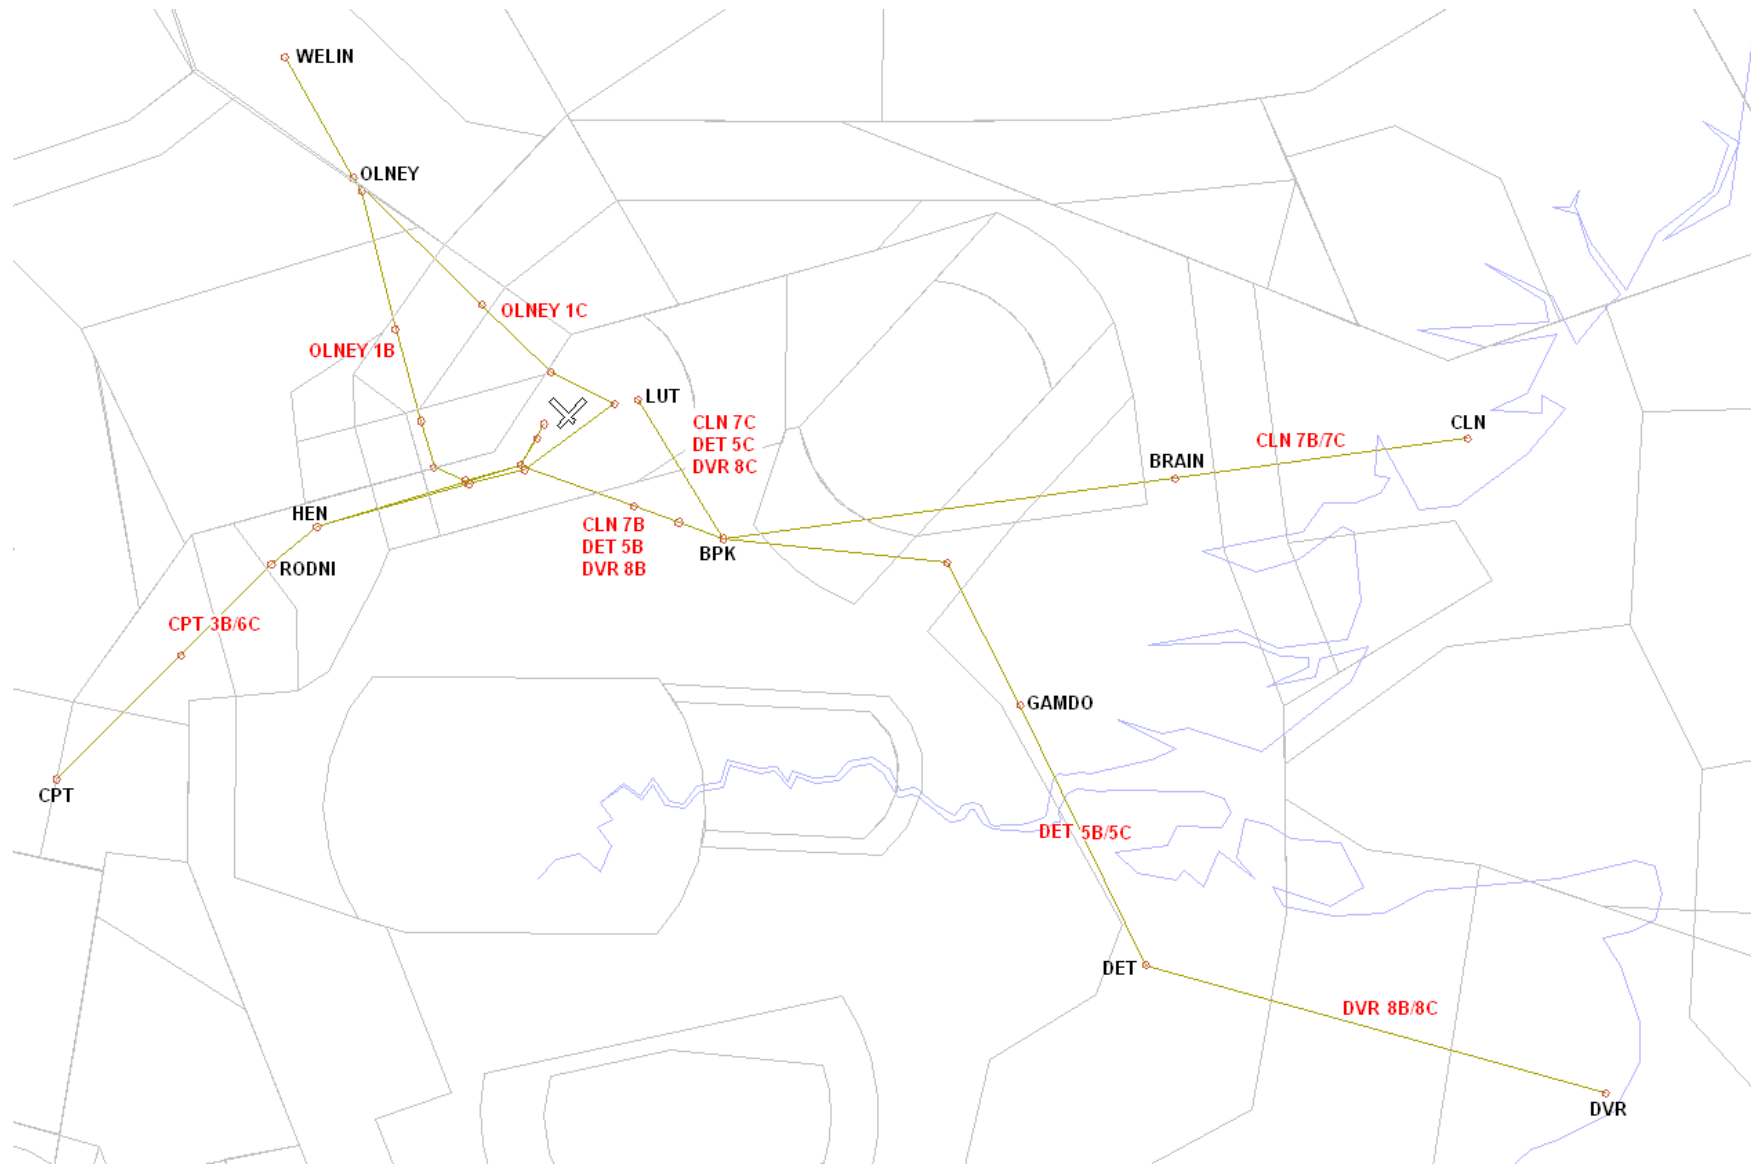 WELIN
OLNEY
OLNEY 1C
OLNEY 1B
LUT
CLN 7C
DET 5C
DVR 8C
CLN
CLN 7B/7C
BRAIN
HEN
CLN 7B
DET 5B
DVR 8B
BPK
RODNI
CPT 3B/6C
GAMDO
CPT
DET 5B/5C
DET
DVR 8B/8C
DVR